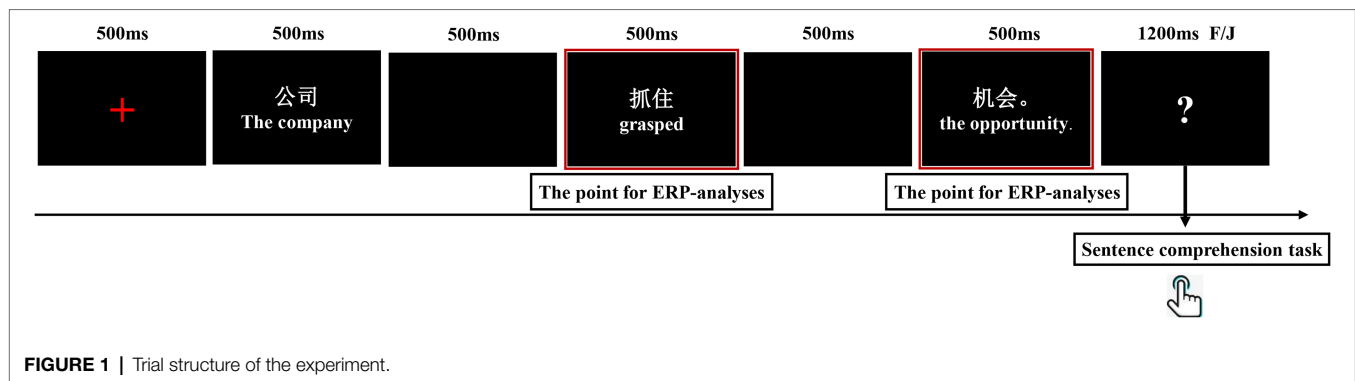 500ms 500ms 500ms 500ms 500ms 500ms 1200ms F/J
+
公司
The company
抓住
grasped
机会。
the opportunity.
?
The point for ERP-analyses
The point for ERP-analyses
Sentence comprehension task
FIGURE 1 | Trial structure of the experiment.